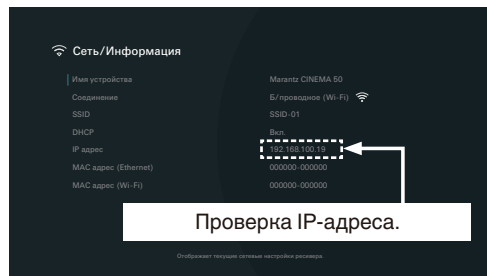 Сеть/Информация
Имя устройства Marantz CINEMA 50
Соединение Б/проводное (Wi-Fi)
SSID SSID-01
DHCP Вкл.
IP адрес 192.168.100.19
MAC адрес (Ethernet) 000000-000000
MAC адрес (Wi-Fi) 000000-000000
Проверка IP-адреса.
Отображает текущие сетевые настройки ресивера.